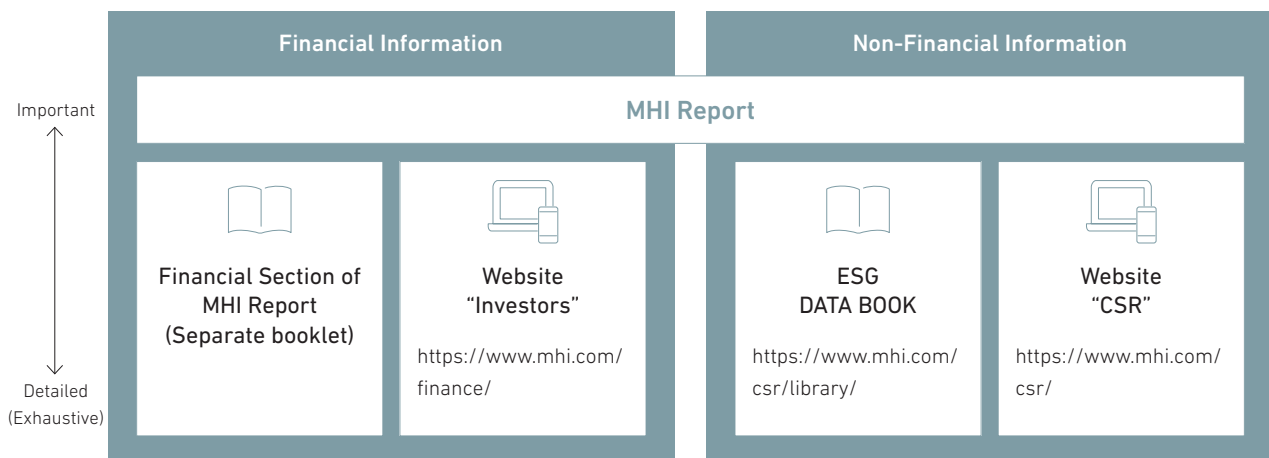 Financial Information
Non-Financial Information
MHI Report
Important
Detailed
(Exhaustive)
Financial Section of
MHI Report
(Separate booklet)
Website
“Investors”
https://www.mhi.com/
finance/
ESG
DATA BOOK
https://www.mhi.com/
csr/library/
Website
“CSR”
https://www.mhi.com/
csr/